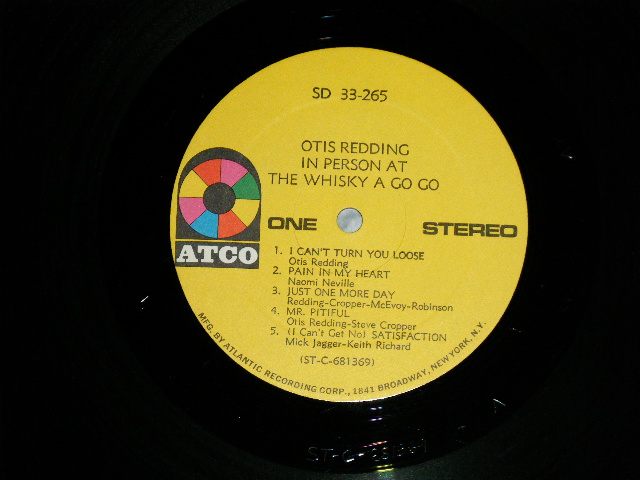 SD 33-265
OTIS REDDING
IN PERSON AT
THE WHISKY A GO GO
ONE
STEREO
ATCO
1. I CAN'T TURN YOU LOOSE
Otis Redding
2. PAIN IN MY HEART
Naomi Neville
3. JUST ONE MORE DAY
Redding-Cropper-McEvoy-Robinson
4. MR. PITIFUL
Otis Redding-Steve Cropper
5. (I Can't Get No) SATISFACTION
Mick Jagger-Keith Richard
(ST-C-681369)
MFG. BY ATLANTIC RECORDING CORP., 1841 BROADWAY, NEW YORK, N.Y.